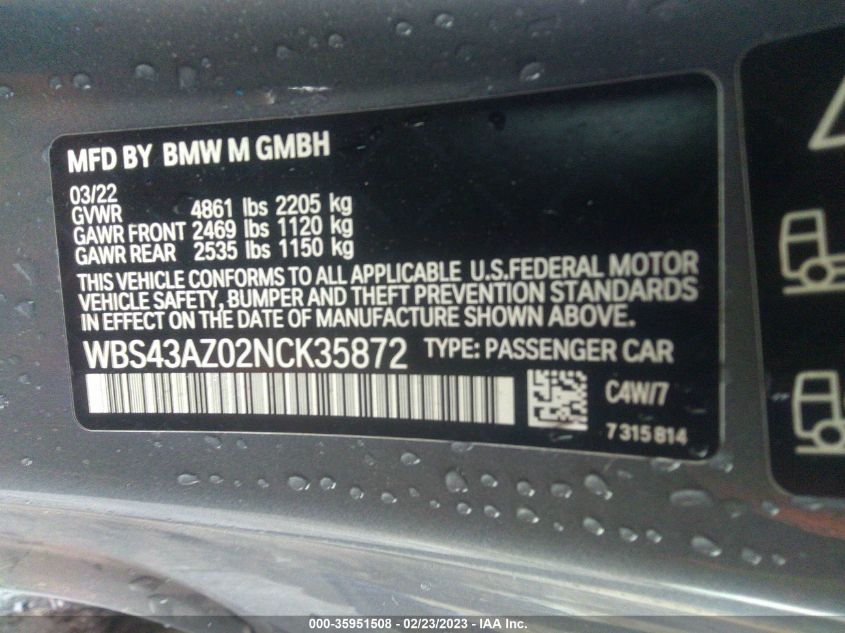 MFD BY BMW M GMBH
03/22
GVWR 4861 lbs 2205 kg
GAWR FRONT 2469 lbs 1120 kg
GAWR REAR 2535 lbs 1150 kg
THIS VEHICLE CONFORMS TO ALL APPLICABLE U.S.FEDERAL MOTOR
VEHICLE SAFETY, BUMPER AND THEFT PREVENTION STANDARDS
IN EFFECT ON THE DATE OF MANUFACTURE SHOWN ABOVE.
WBS43AZ02NCK35872 TYPE: PASSENGER CAR
C4W/7
7 315 814
000-35951508 - 02/23/2023 - IAA Inc.